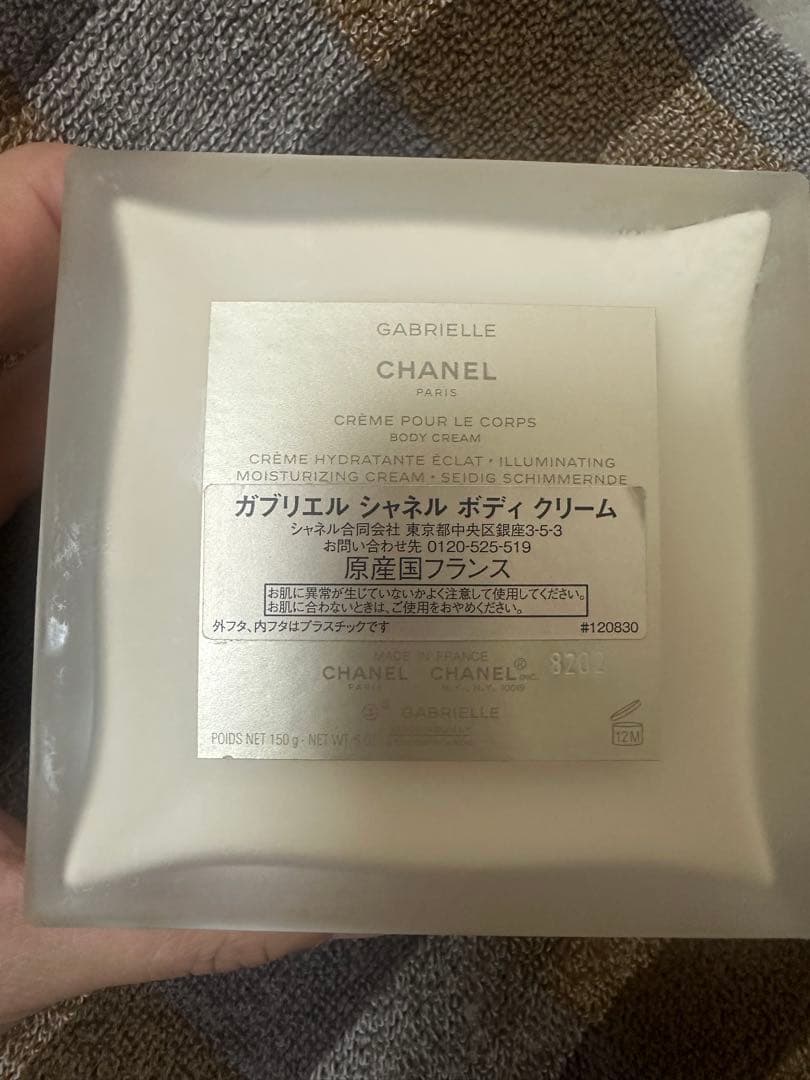 GABRIELLE
CHANEL
PARIS
CRÈME POUR LE CORPS
BODY CREAM
CRÈME HYDRATANTE ÉCLAT • ILLUMINATING
MOISTURIZING CREAM • SEIDIG SCHIMMERNDE
ガブリエル シャネル ボディ クリーム
シャネル合同会社 東京都中央区銀座3-5-3
お問い合わせ先 0120-525-519
原産国フランス
お肌に異常が生じていないかよく注意して使用してください。
お肌に合わないときは、ご使用をおやめください。
外フタ、内フタはプラスチックです #120830
MADE IN FRANCE
CHANEL CHANEL® INC.
PARIS N.Y., N.Y. 10019
GABRIELLE
POIDS NET 150 g - NET WT
12M